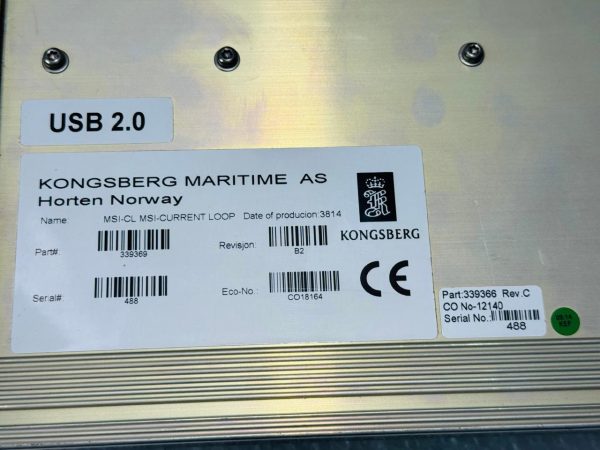 USB 2.0
KONGSBERG MARITIME AS
Horten Norway
Name: MSI-CL MSI-CURRENT LOOP Date of producion:3814
Part#: 339369 Revisjon: B2
KONGSBERG
Serial# 488 Eco-No.: CO18164
CE
Part:339366 Rev.C
CO No-12140
Serial No.:
488